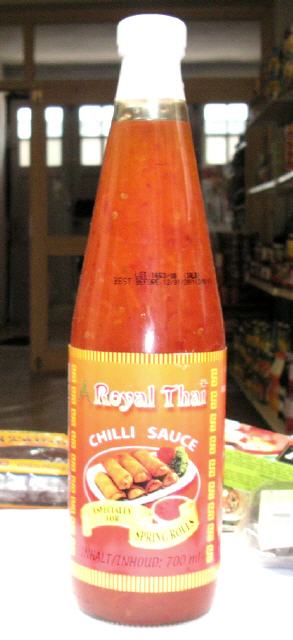 Royal Thai
CHILLI SAUCE
ESPECIALLY
FOR
SPRING ROLLS
INHALT/INHOUD: 700 ml